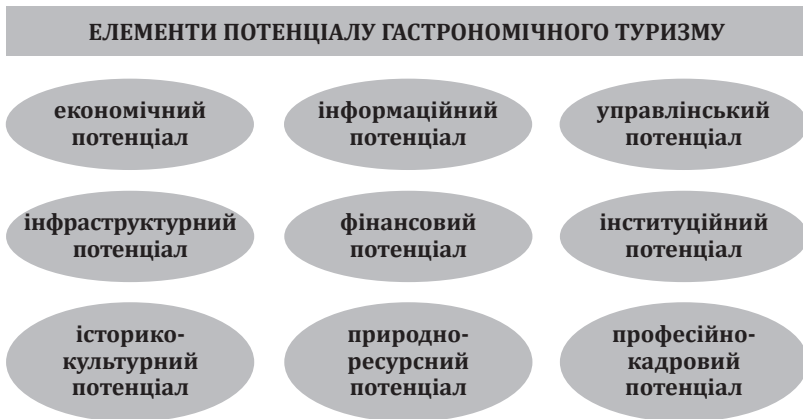 ЕЛЕМЕНТИ ПОТЕНЦІАЛУ ГАСТРОНОМІЧНОГО ТУРИЗМУ
економічний
потенціал
інформаційний
потенціал
управлінський
потенціал
інфраструктурний
потенціал
фінансовий
потенціал
інституційний
потенціал
історико-
культурний
потенціал
природно-
ресурсний
потенціал
професійно-
кадровий
потенціал